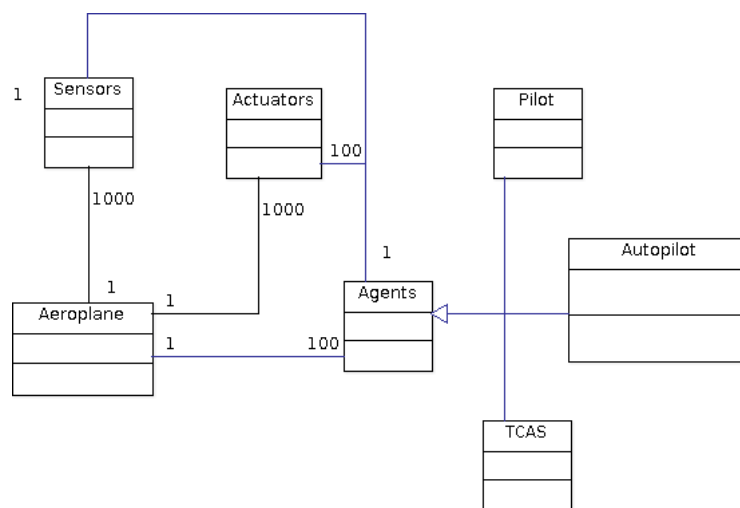 Sensors
1
Actuators
Pilot
100
1000
1000
Autopilot
1
1
Agents
1
Aeroplane
1
100
TCAS